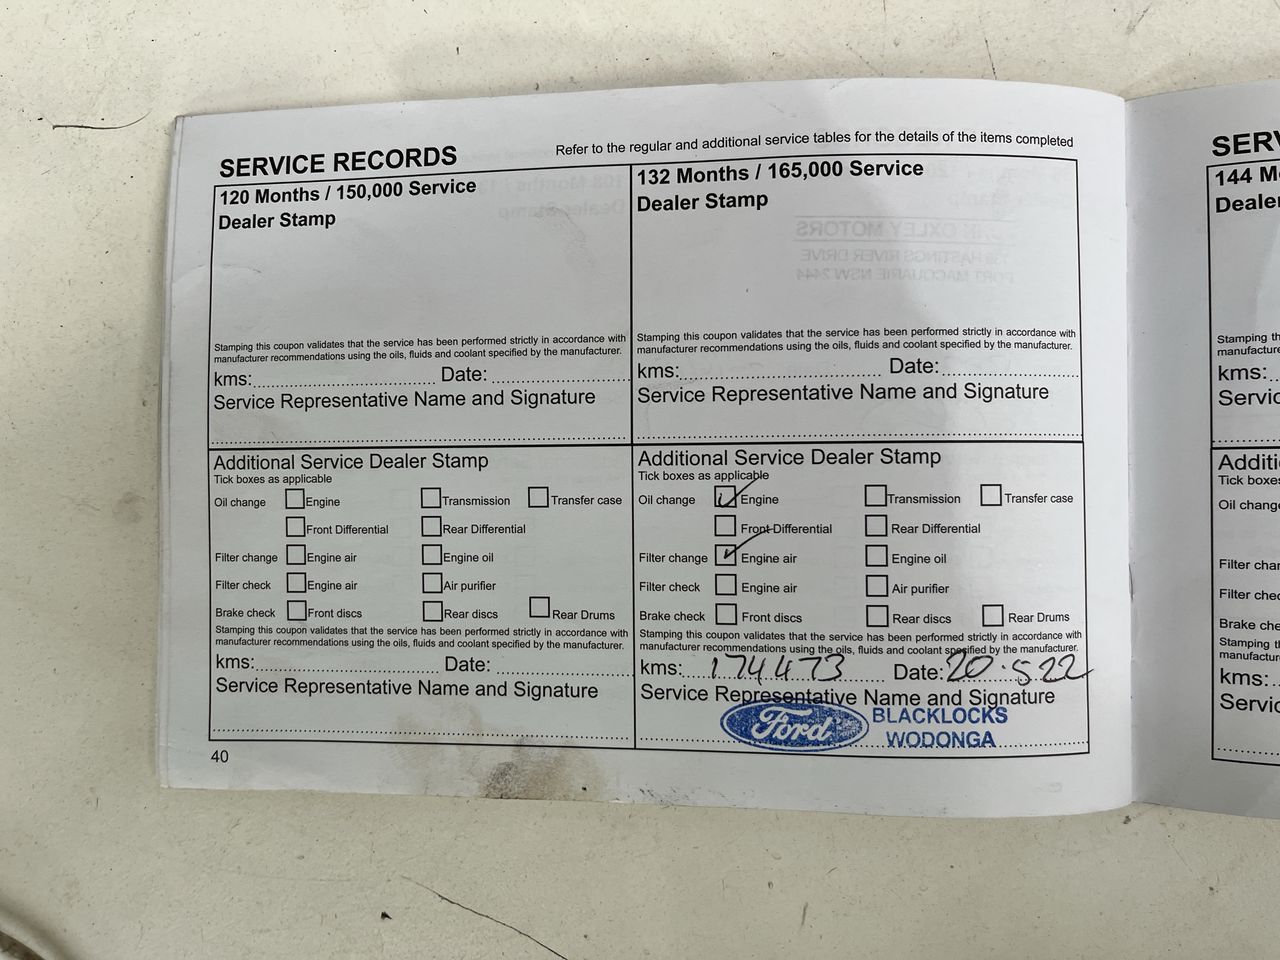 SERVICE RECORDS
Refer to the regular and additional service tables for the details of the items completed
120 Months / 150,000 Service
Dealer Stamp
Stamping this coupon validates that the service has been performed strictly in accordance with
manufacturer recommendations using the oils, fluids and coolant specified by the manufacturer.
kms: Date:
Service Representative Name and Signature
Additional Service Dealer Stamp
Tick boxes as applicable
Oil change Engine Transmission Transfer case
Front Differential Rear Differential
Filter change Engine air Engine oil
Filter check Engine air Air purifier
Brake check Front discs Rear discs Rear Drums
Stamping this coupon validates that the service has been performed strictly in accordance with
manufacturer recommendations using the oils, fluids and coolant specified by the manufacturer.
kms: Date:
Service Representative Name and Signature
40
132 Months / 165,000 Service
Dealer Stamp
Stamping this coupon validates that the service has been performed strictly in accordance with
manufacturer recommendations using the oils, fluids and coolant specified by the manufacturer.
kms: Date:
Service Representative Name and Signature
Additional Service Dealer Stamp
Tick boxes as applicable
Oil change Engine Transmission Transfer case
Front Differential Rear Differential
Filter change Engine air Engine oil
Filter check Engine air Air purifier
Brake check Front discs Rear discs Rear Drums
Stamping this coupon validates that the service has been performed strictly in accordance with
manufacturer recommendations using the oils, fluids and coolant specified by the manufacturer.
kms: 174473 Date: 20.5.22
Service Representative Name and Signature
Ford BLACKLOCKS
WODONGA
144
Stamping
kms:
Tick boxes
Oil
Filter
Filter
Brake
Stamping
kms: